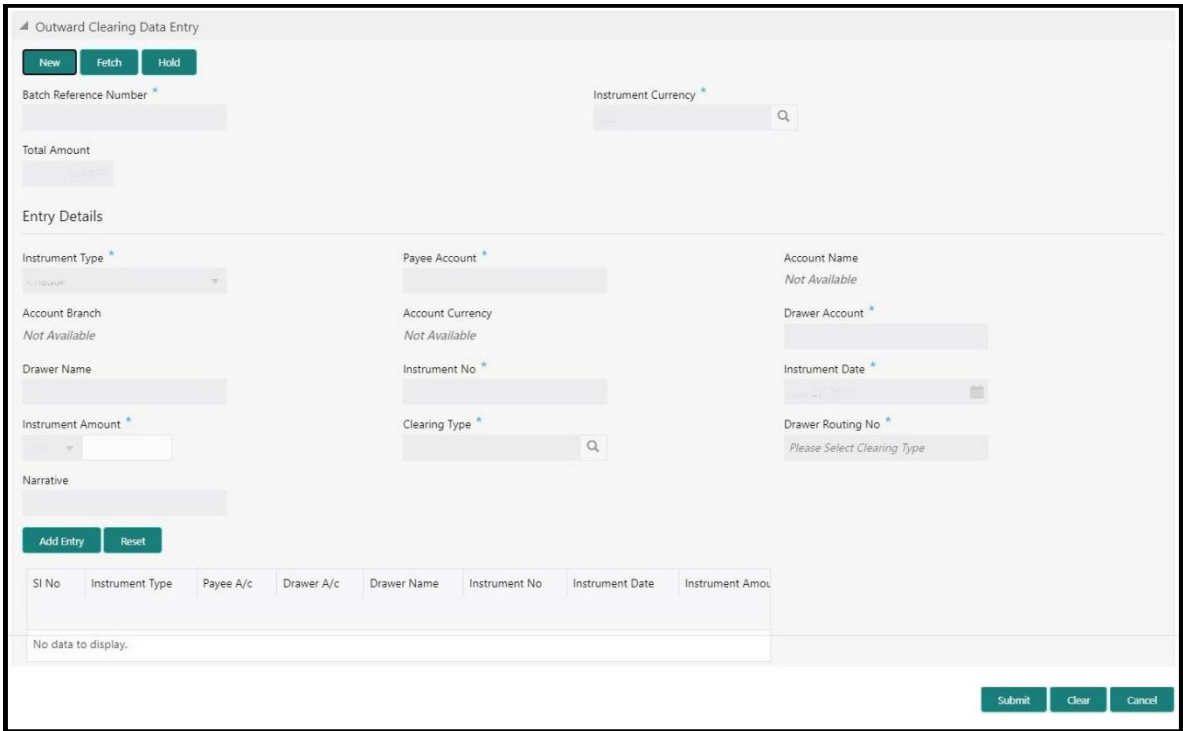 Outward Clearing Data Entry
New Fetch Hold
Batch Reference Number * Instrument Currency *
Total Amount
Entry Details
Instrument Type * Payee Account * Account Name
Not Available
Account Branch Account Currency Drawer Account *
Not Available Not Available
Drawer Name Instrument No * Instrument Date *
Instrument Amount * Clearing Type * Drawer Routing No *
Please Select Clearing Type
Narrative
Add Entry Reset
SI No Instrument Type Payee A/c Drawer A/c Drawer Name Instrument No Instrument Date Instrument Amou
No data to display.
Submit Clear Cancel